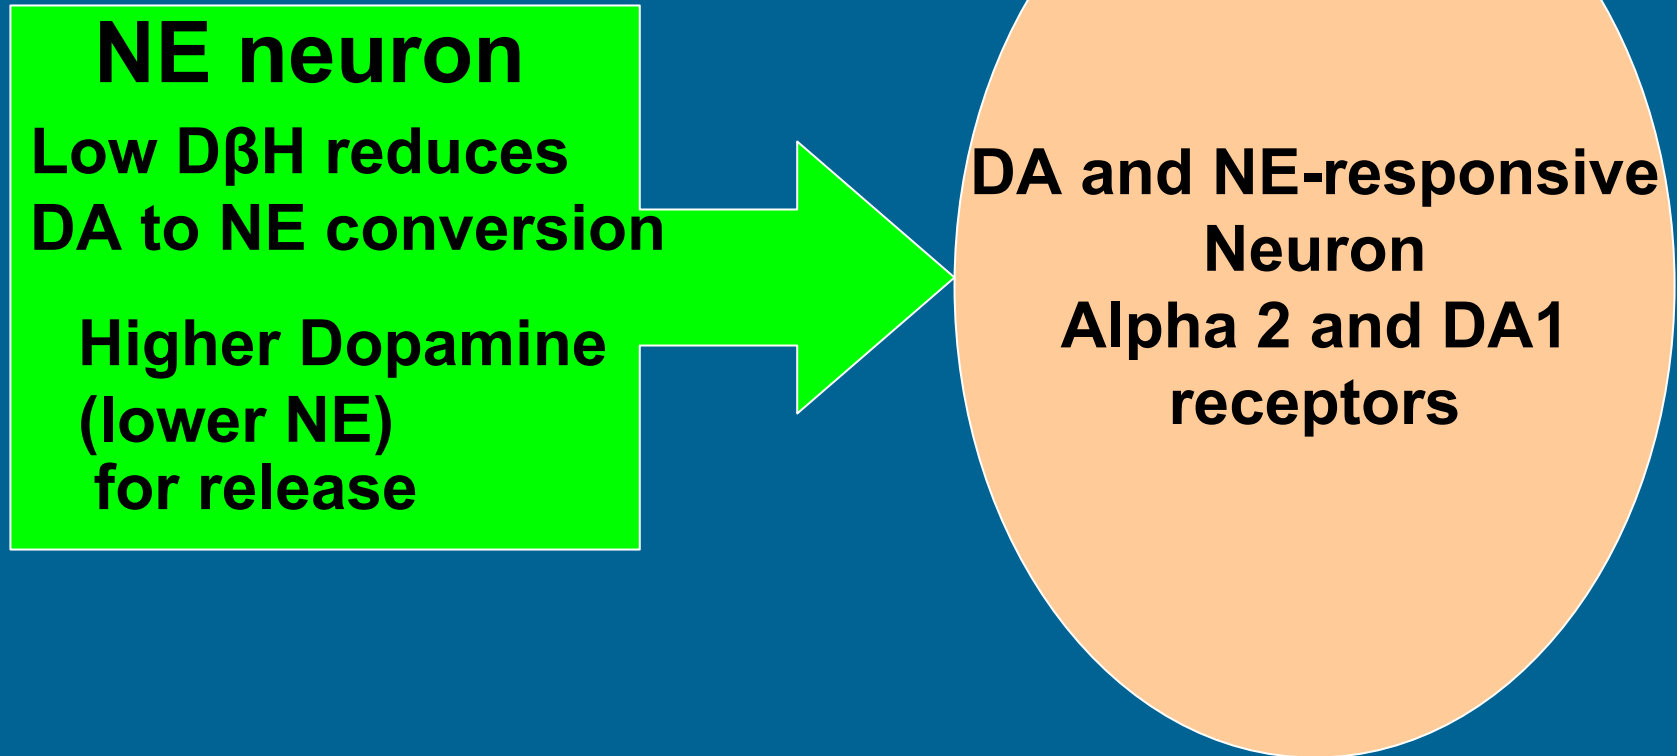 NE neuron
Low DβH reduces
DA to NE conversion
Higher Dopamine
(lower NE)
for release
DA and NE-responsive
Neuron
Alpha 2 and DA1
receptors